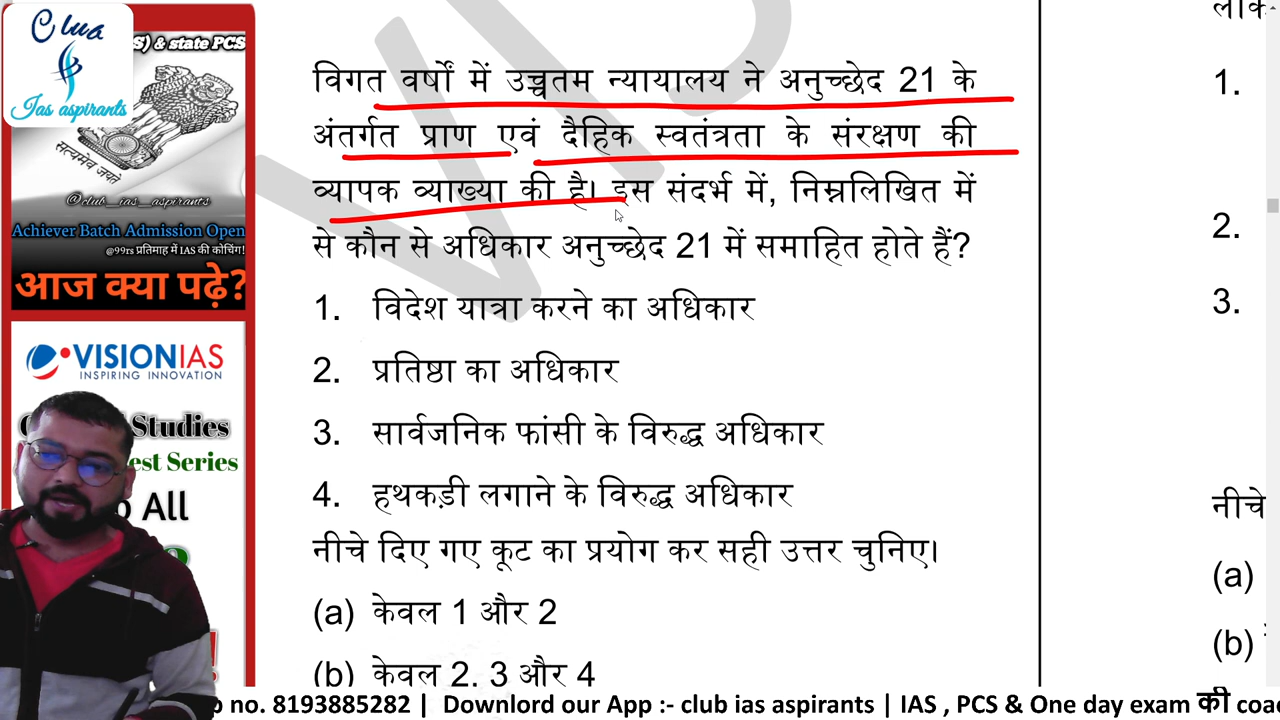 Clua
Ias aspirants
S) & state PCS
सत्यमेव जयते
@club_ias_aspirants
Achiever Batch Admission Open
@99rs प्रतिमाह में IAS की कोचिंग!
आज क्या पढ़े?
VISIONIAS
INSPIRING INNOVATION
Studies
est Series
All
विगत वर्षों में उच्चतम न्यायालय ने अनुच्छेद 21 के
अंतर्गत प्राण एवं दैहिक स्वतंत्रता के संरक्षण की
व्यापक व्याख्या की है। इस संदर्भ में, निम्नलिखित में
से कौन से अधिकार अनुच्छेद 21 में समाहित होते हैं?
1. विदेश यात्रा करने का अधिकार
2. प्रतिष्ठा का अधिकार
3. सार्वजनिक फांसी के विरुद्ध अधिकार
4. हथकड़ी लगाने के विरुद्ध अधिकार
नीचे दिए गए कूट का प्रयोग कर सही उत्तर चुनिए।
(a) केवल 1 और 2
(b) केवल 2, 3 और 4
1.
2.
3.
नीचे
(a)
(b)
p no. 8193885282 | Downlord our App :- club ias aspirants | IAS , PCS & One day exam की coac